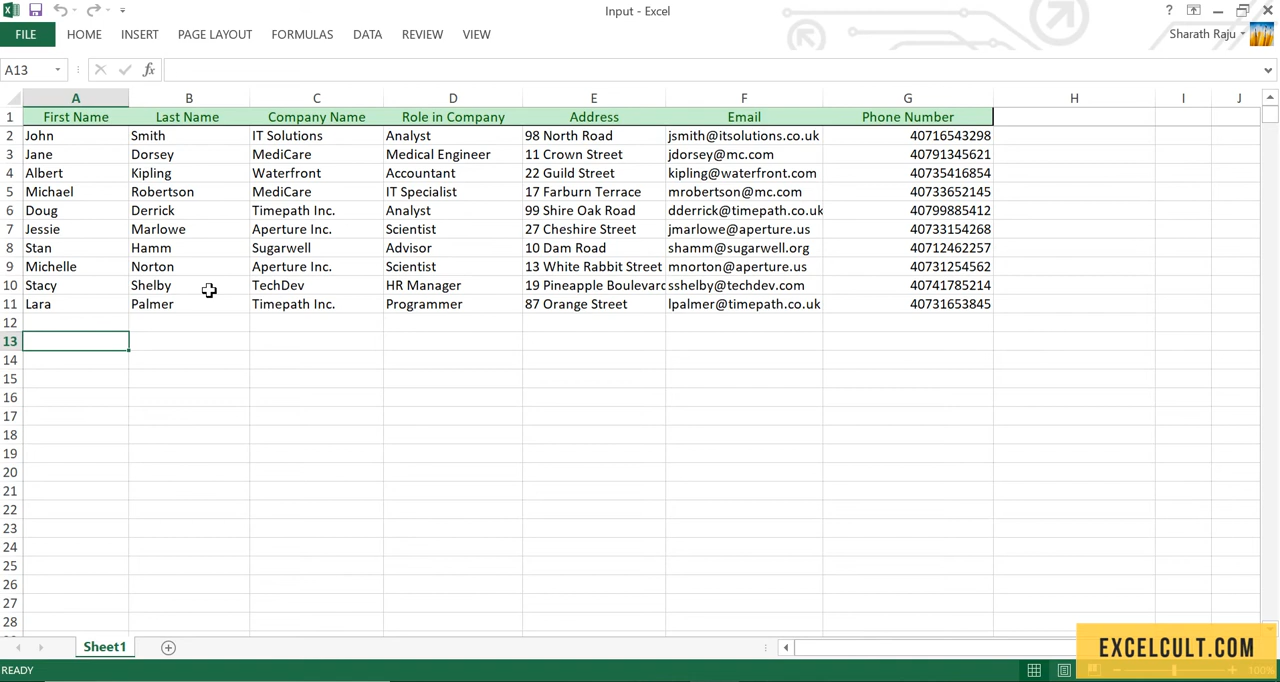 Input - Excel
?
FILE HOME INSERT PAGE LAYOUT FORMULAS DATA REVIEW VIEW Sharath Raju
A13 fx
A B C D E F G H I J
1 First Name Last Name Company Name Role in Company Address Email Phone Number
2 John Smith IT Solutions Analyst 98 North Road jsmith@itsolutions.co.uk 40716543298
3 Jane Dorsey MediCare Medical Engineer 11 Crown Street jdorsey@mc.com 40791345621
4 Albert Kipling Waterfront Accountant 22 Guild Street kipling@waterfront.com 40735416854
5 Michael Robertson MediCare IT Specialist 17 Farburn Terrace mrobertson@mc.com 40733652145
6 Doug Derrick Timepath Inc. Analyst 99 Shire Oak Road dderrick@timepath.co.uk 40799885412
7 Jessie Marlowe Aperture Inc. Scientist 27 Cheshire Street jmarlowe@aperture.us 40733154268
8 Stan Hamm Sugarwell Advisor 10 Dam Road shamm@sugarwell.org 40712462257
9 Michelle Norton Aperture Inc. Scientist 13 White Rabbit Street mnorton@aperture.us 40731254562
10 Stacy Shelby TechDev HR Manager 19 Pineapple Boulevard sshelby@techdev.com 40741785214
11 Lara Palmer Timepath Inc. Programmer 87 Orange Street lpalmer@timepath.co.uk 40731653845
12
13
14
15
16
17
18
19
20
21
22
23
24
25
26
27
28
Sheet1
EXCELCULT.COM
READY 100%